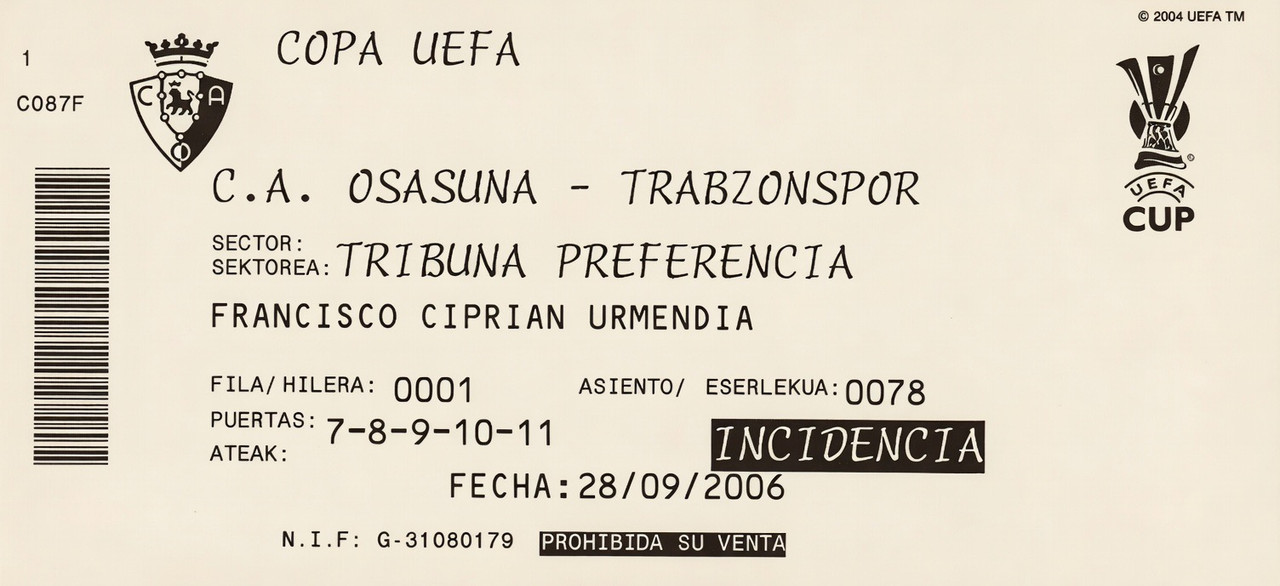 © 2004 UEFA TM
1
COPA UEFA
C087F
C A
O
C.A. OSASUNA - TRABZONSPOR
UEFA
CUP
SECTOR:
SEKTOREA: TRIBUNA PREFERENCIA
FRANCISCO CIPRIAN URMENDIA
FILA/HILERA: 0001 ASIENTO/ ESERLEKUA: 0078
PUERTAS: 7-8-9-10-11
ATEAK:
INCIDENCIA
FECHA: 28/09/2006
N.I.F: G-31080179 PROHIBIDA SU VENTA